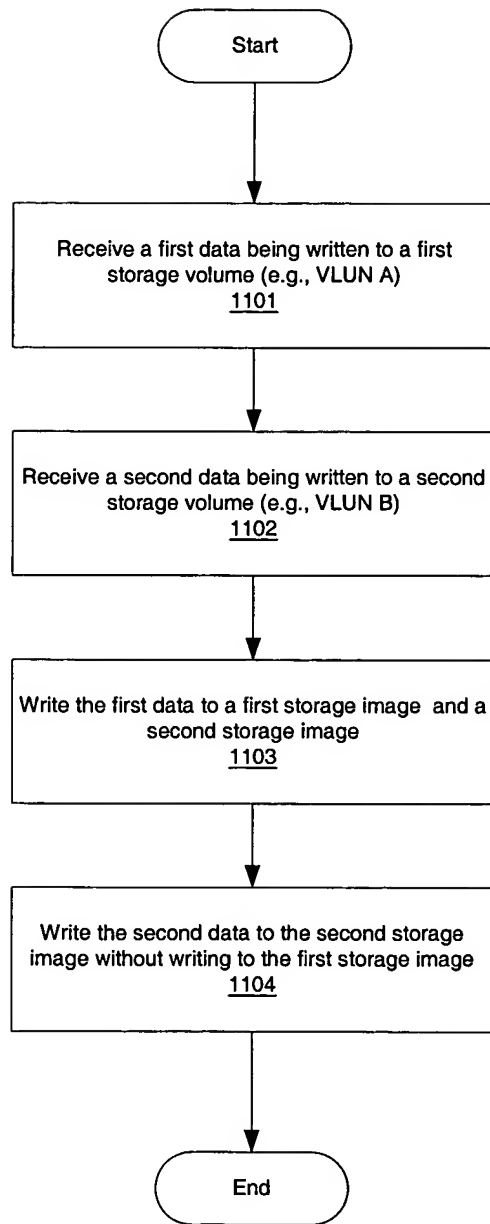 Start
Receive a first data being written to a first
storage volume (e.g., VLUN A)
1101
Receive a second data being written to a second
storage volume (e.g., VLUN B)
1102
Write the first data to a first storage image and a
second storage image
1103
Write the second data to the second storage
image without writing to the first storage image
1104
End